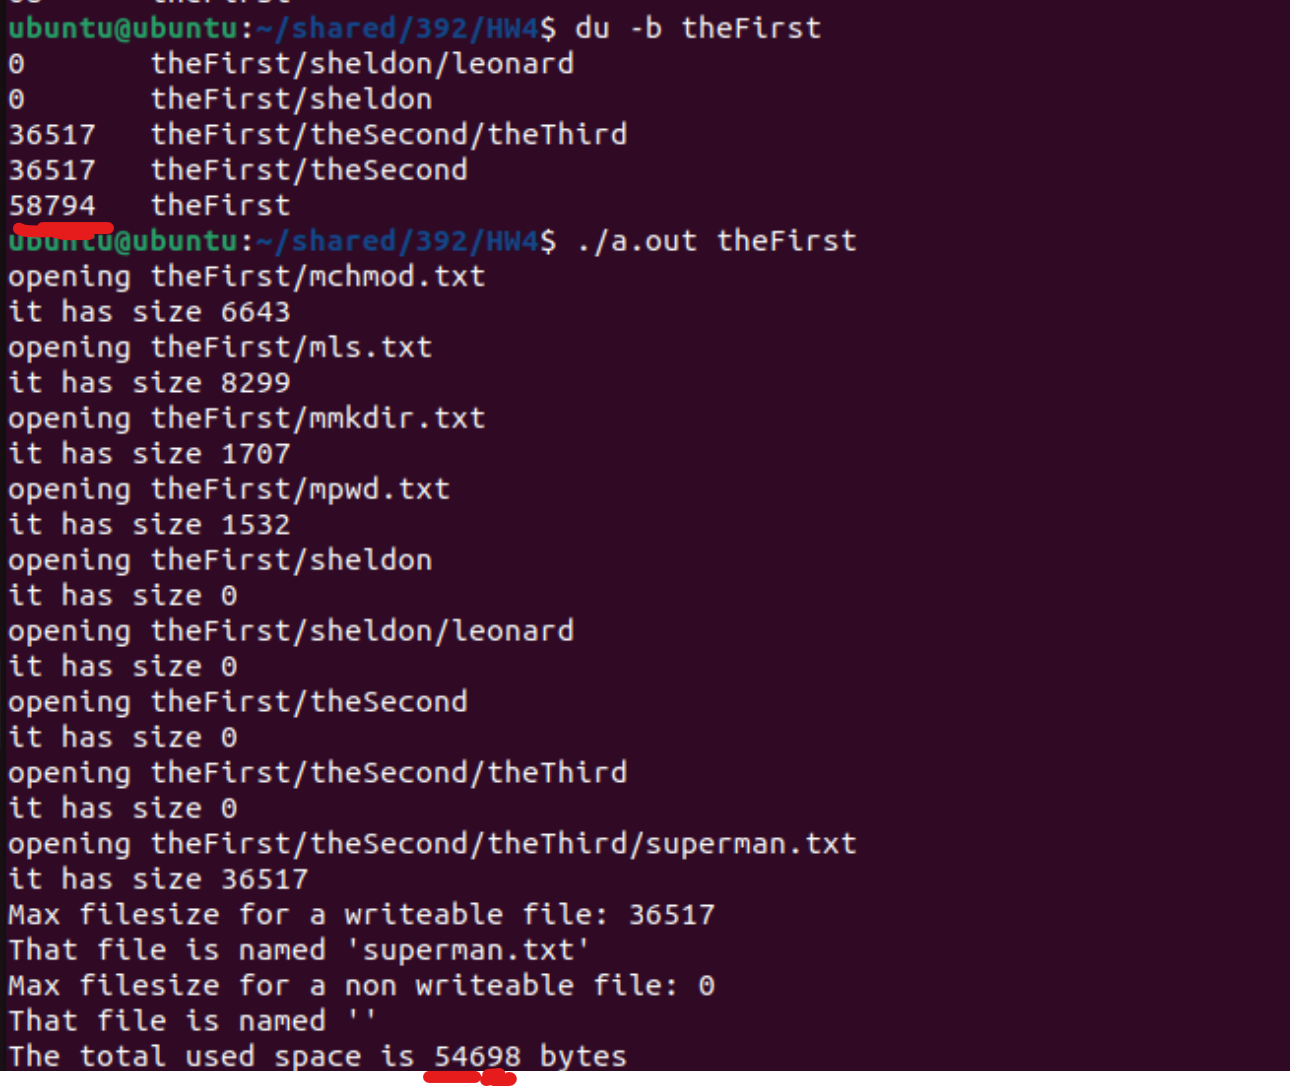 ubuntu@ubuntu:~/shared/392/HW4$ du -b theFirst
0 theFirst/sheldon/leonard
0 theFirst/sheldon
36517 theFirst/theSecond/theThird
36517 theFirst/theSecond
58794 theFirst
ubuntu@ubuntu:~/shared/392/HW4$ ./a.out theFirst
opening theFirst/mchmod.txt
it has size 6643
opening theFirst/mls.txt
it has size 8299
opening theFirst/mmkdir.txt
it has size 1707
opening theFirst/mpwd.txt
it has size 1532
opening theFirst/sheldon
it has size 0
opening theFirst/sheldon/leonard
it has size 0
opening theFirst/theSecond
it has size 0
opening theFirst/theSecond/theThird
it has size 0
opening theFirst/theSecond/theThird/superman.txt
it has size 36517
Max filesize for a writeable file: 36517
That file is named 'superman.txt'
Max filesize for a non writeable file: 0
That file is named ''
The total used space is 54698 bytes